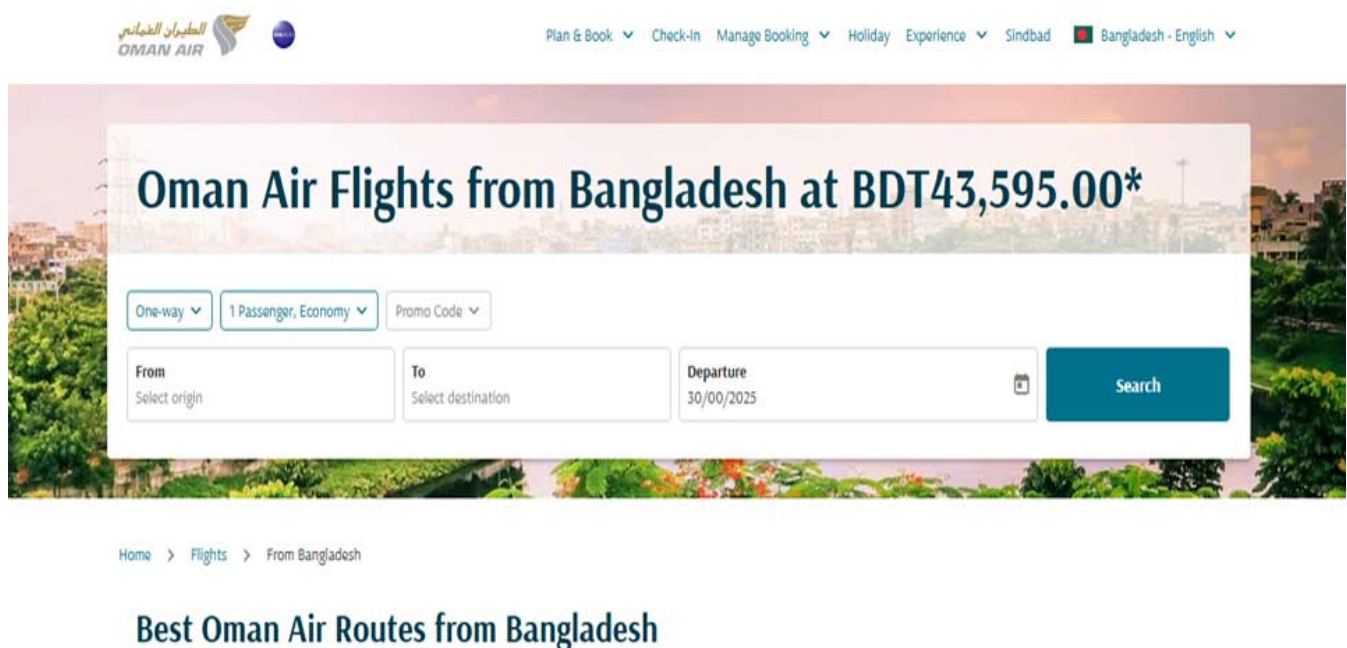 الطيران العماني
OMAN AIR
Plan & Book Check-In Manage Booking Holiday Experience Sindbad Bangladesh - English
Oman Air Flights from Bangladesh at BDT43,595.00*
One-way 1 Passenger, Economy Promo Code
From To Departure
Select origin Select destination 30/00/2025
Search
Home > Flights > From Bangladesh
Best Oman Air Routes from Bangladesh